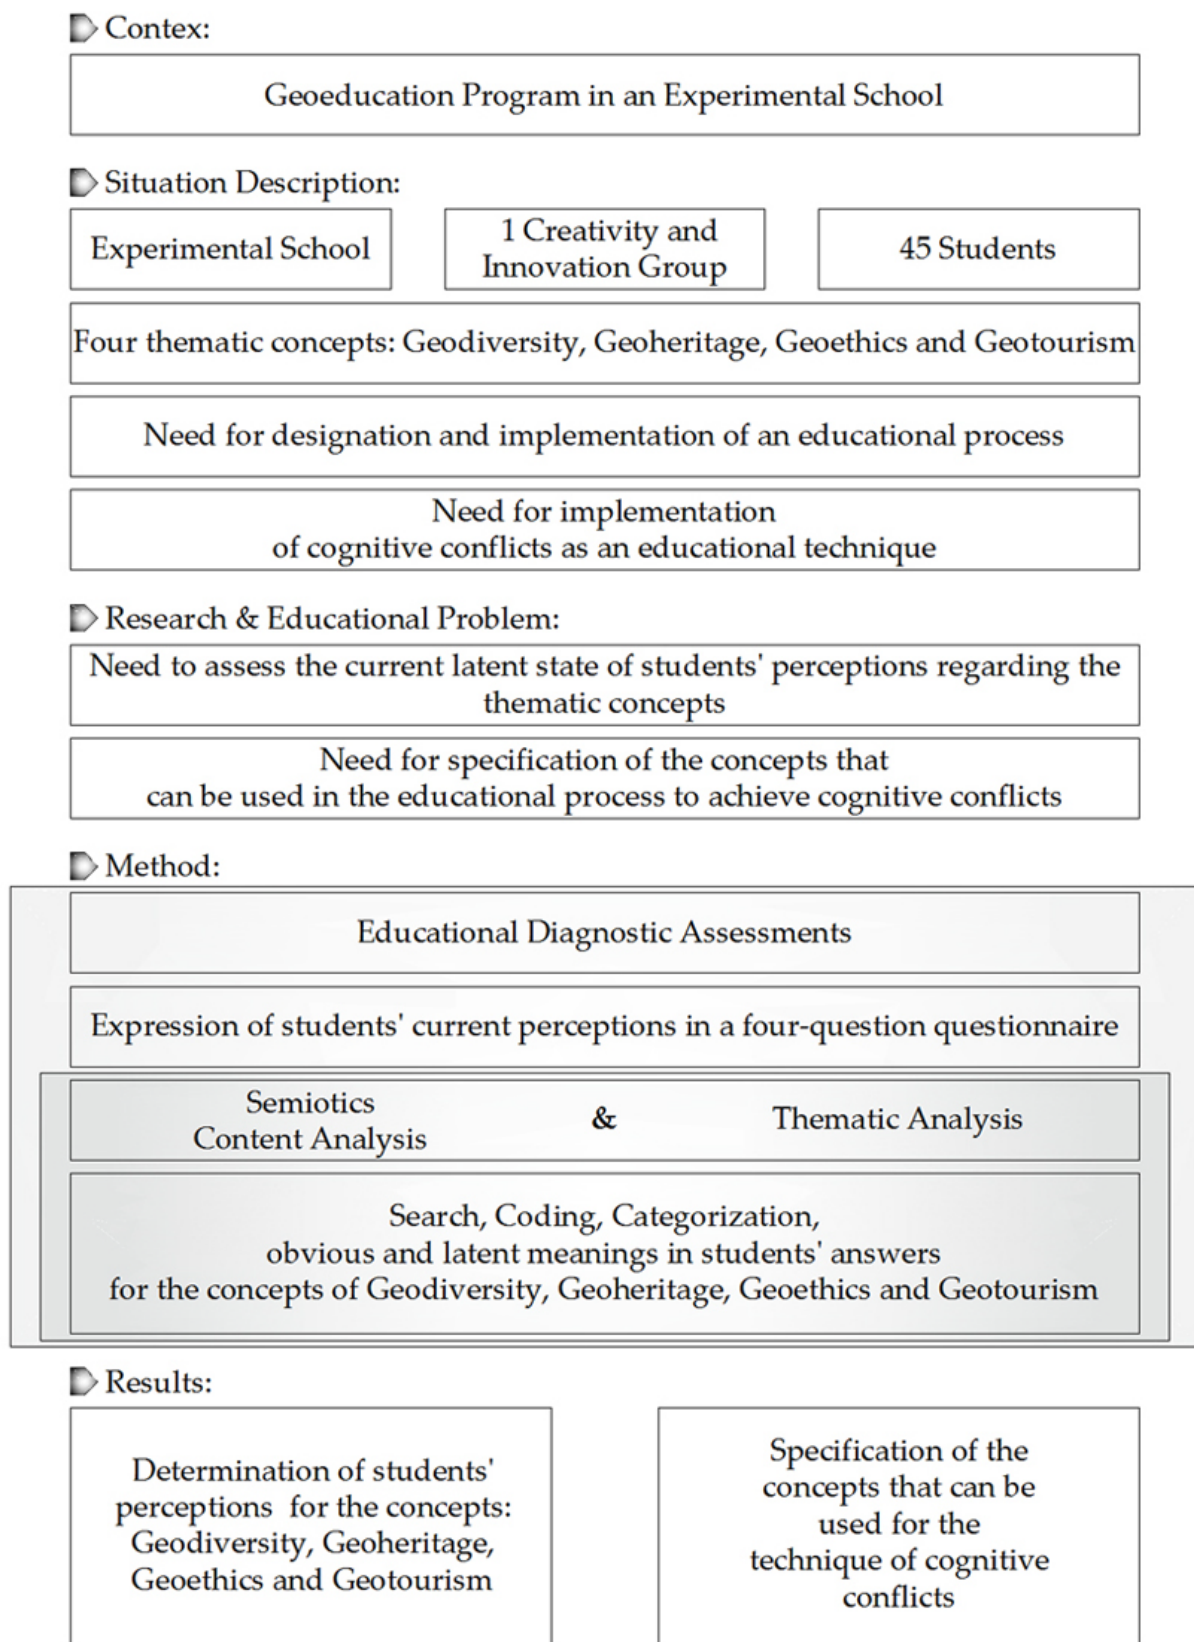 Contex:
Geoeducation Program in an Experimental School
Situation Description:
Experimental School
1 Creativity and
Innovation Group
45 Students
Four thematic concepts: Geodiversity, Geoheritage, Geoethics and Geotourism
Need for designation and implementation of an educational process
Need for implementation
of cognitive conflicts as an educational technique
Research & Educational Problem:
Need to assess the current latent state of students' perceptions regarding the
thematic concepts
Need for specification of the concepts that
can be used in the educational process to achieve cognitive conflicts
Method:
Educational Diagnostic Assessments
Expression of students' current perceptions in a four-question questionnaire
Semiotics
Content Analysis
&
Thematic Analysis
Search, Coding, Categorization,
obvious and latent meanings in students' answers
for the concepts of Geodiversity, Geoheritage, Geoethics and Geotourism
Results:
Determination of students'
perceptions for the concepts:
Geodiversity, Geoheritage,
Geoethics and Geotourism
Specification of the
concepts that can be
used for the
technique of cognitive
conflicts